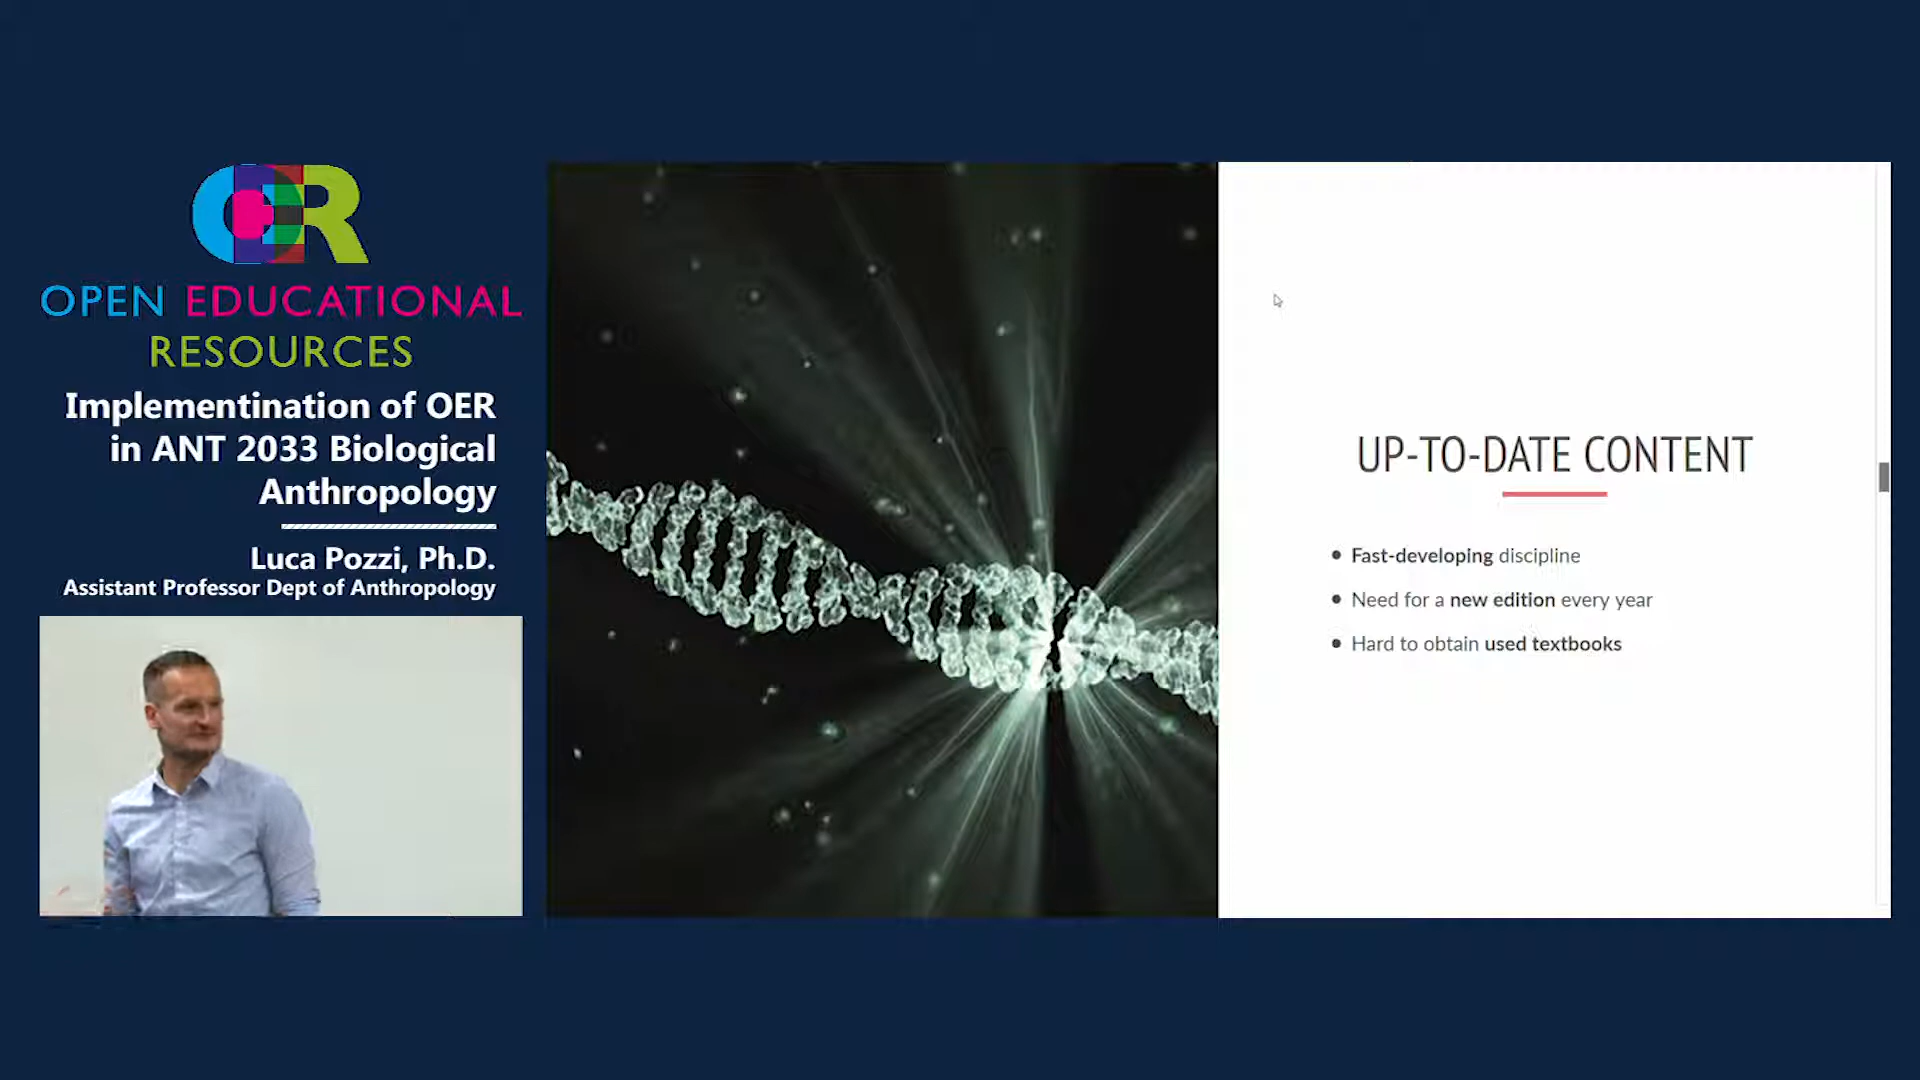 OER
OPEN EDUCATIONAL
RESOURCES
Implementination of OER
in ANT 2033 Biological
Anthropology
Luca Pozzi, Ph.D.
Assistant Professor Dept of Anthropology
UP-TO-DATE CONTENT
• Fast-developing discipline
• Need for a new edition every year
• Hard to obtain used textbooks